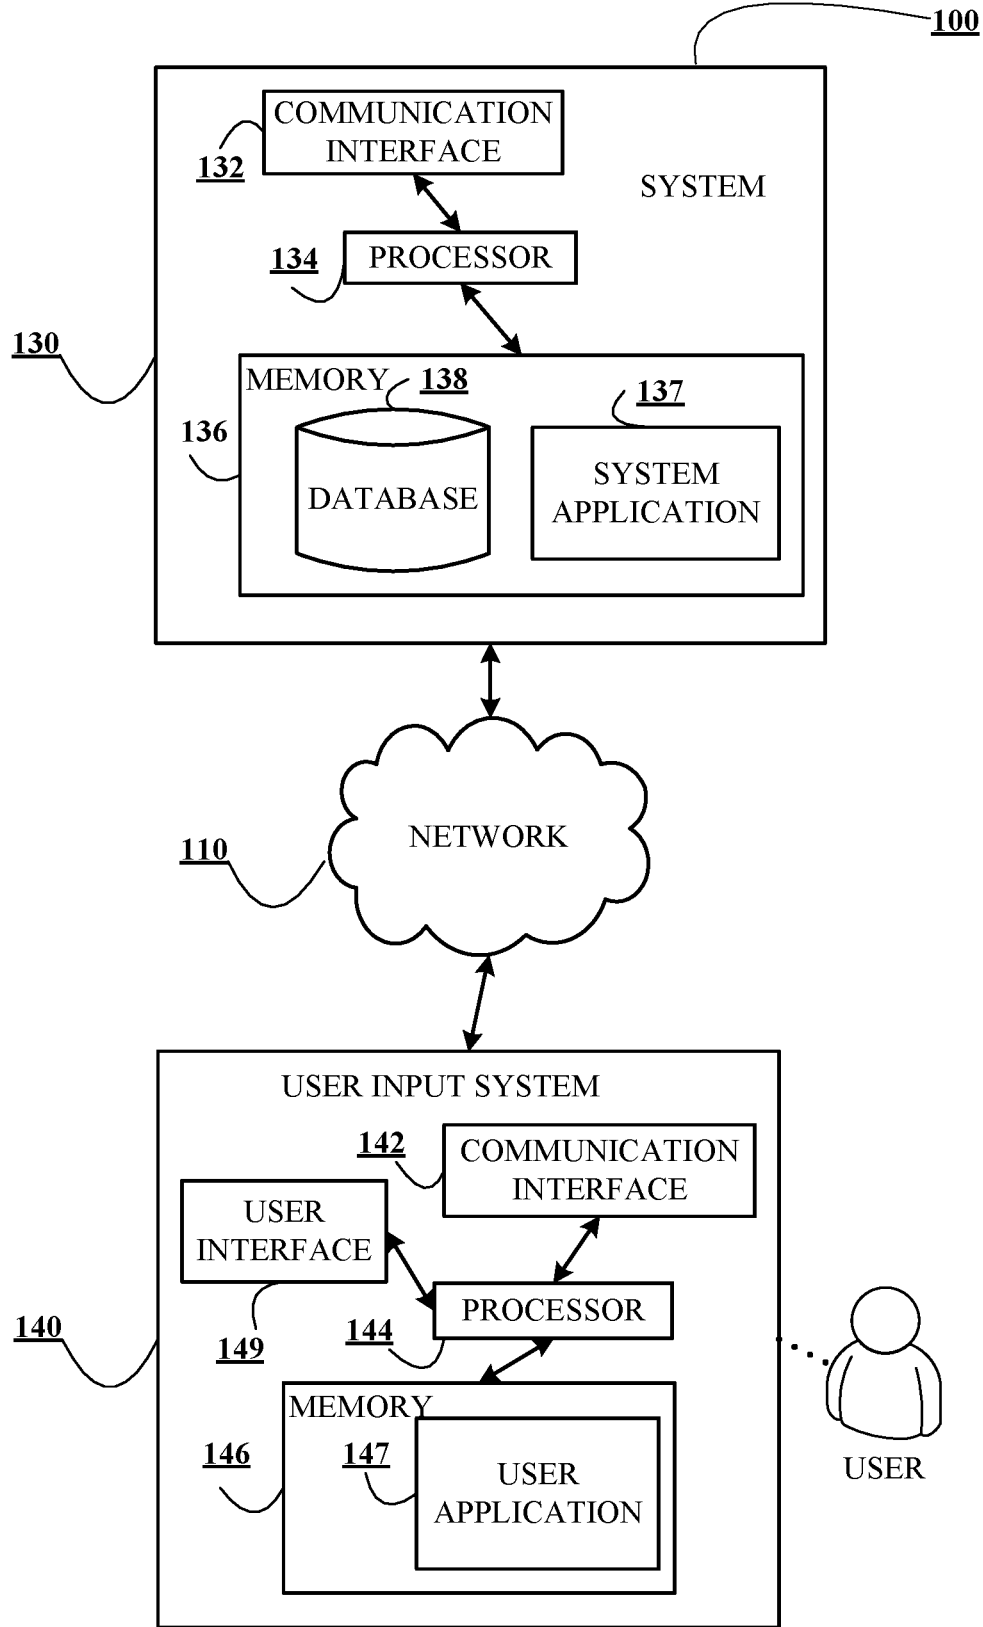 100
COMMUNICATION
INTERFACE
132
SYSTEM
134
PROCESSOR
130
MEMORY
138
137
136
DATABASE
SYSTEM
APPLICATION
NETWORK
110
USER INPUT SYSTEM
142
COMMUNICATION
INTERFACE
USER
INTERFACE
PROCESSOR
140
149
144
MEMORY
146
147
USER
APPLICATION
USER